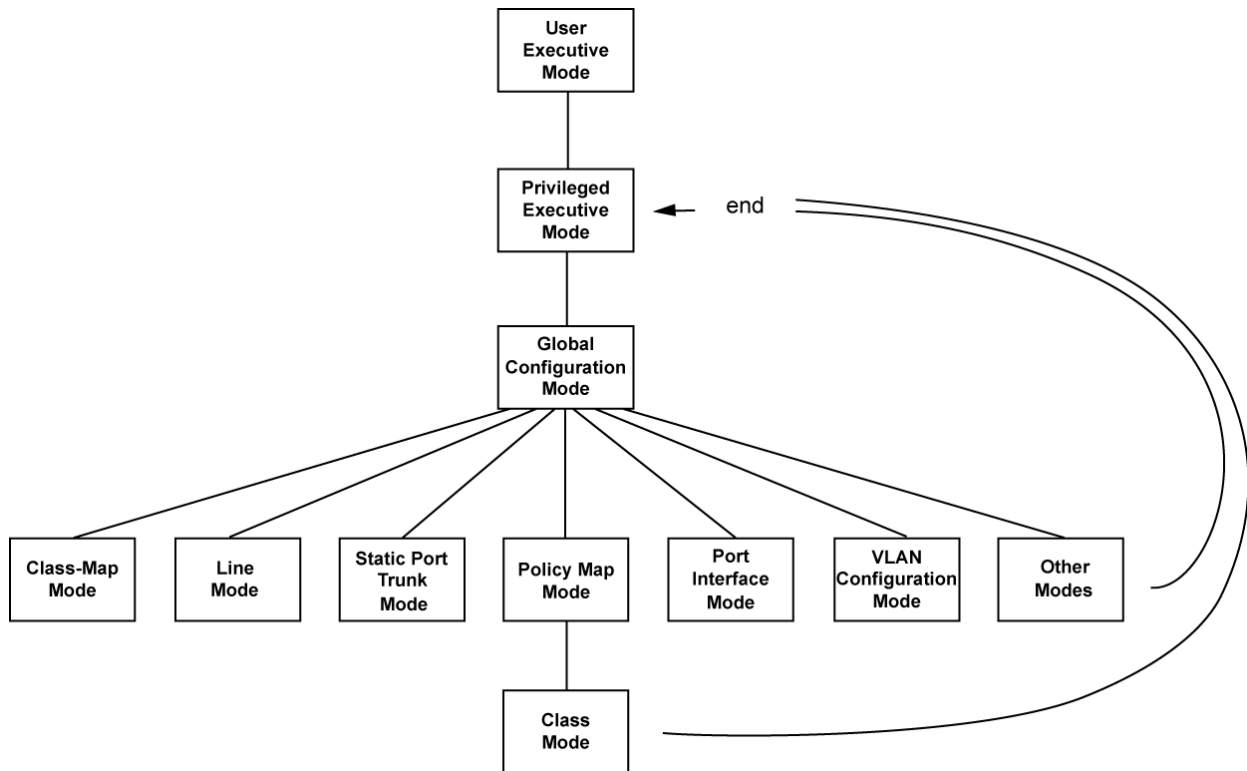 User
Executive
Mode
Privileged
Executive
Mode
end
Global
Configuration
Mode
Class-Map
Mode
Line
Mode
Static Port
Trunk
Mode
Policy Map
Mode
Port
Interface
Mode
VLAN
Configuration
Mode
Other
Modes
Class
Mode